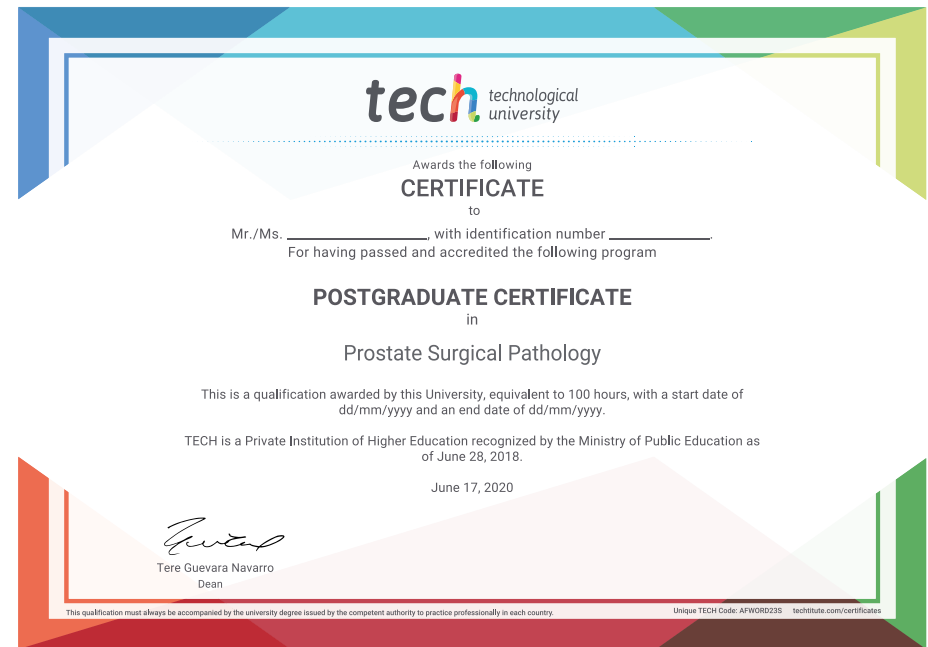 tech technological
university
Awards the following
CERTIFICATE
to
Mr./Ms. ____________________, with identification number ______________.
For having passed and accredited the following program
POSTGRADUATE CERTIFICATE
in
Prostate Surgical Pathology
This is a qualification awarded by this University, equivalent to 100 hours, with a start date of
dd/mm/yyyy and an end date of dd/mm/yyyy.
TECH is a Private Institution of Higher Education recognized by the Ministry of Public Education as
of June 28, 2018.
June 17, 2020
Tere Guevara Navarro
Dean
This qualification must always be accompanied by the university degree issued by the competent authority to practice professionally in each country.
Unique TECH Code: AFWORD23S techtitute.com/certificates